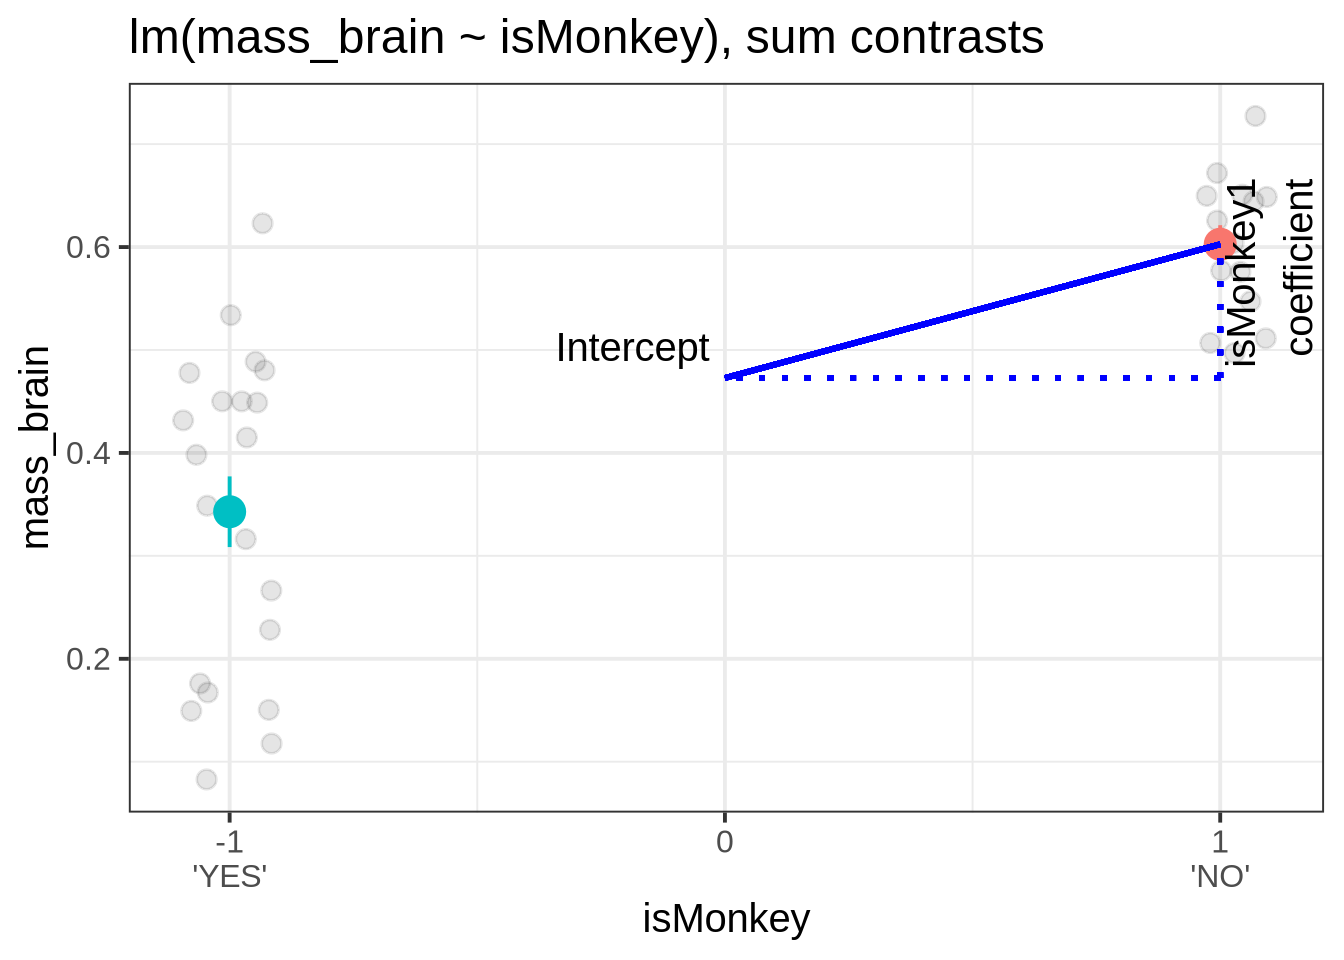 lm(mass_brain ~ isMonkey), sum contrasts
mass_brain
0.6
0.4
0.2
Intercept
isMonkey1
coefficient
-1
'YES'
0
1
'NO'
isMonkey